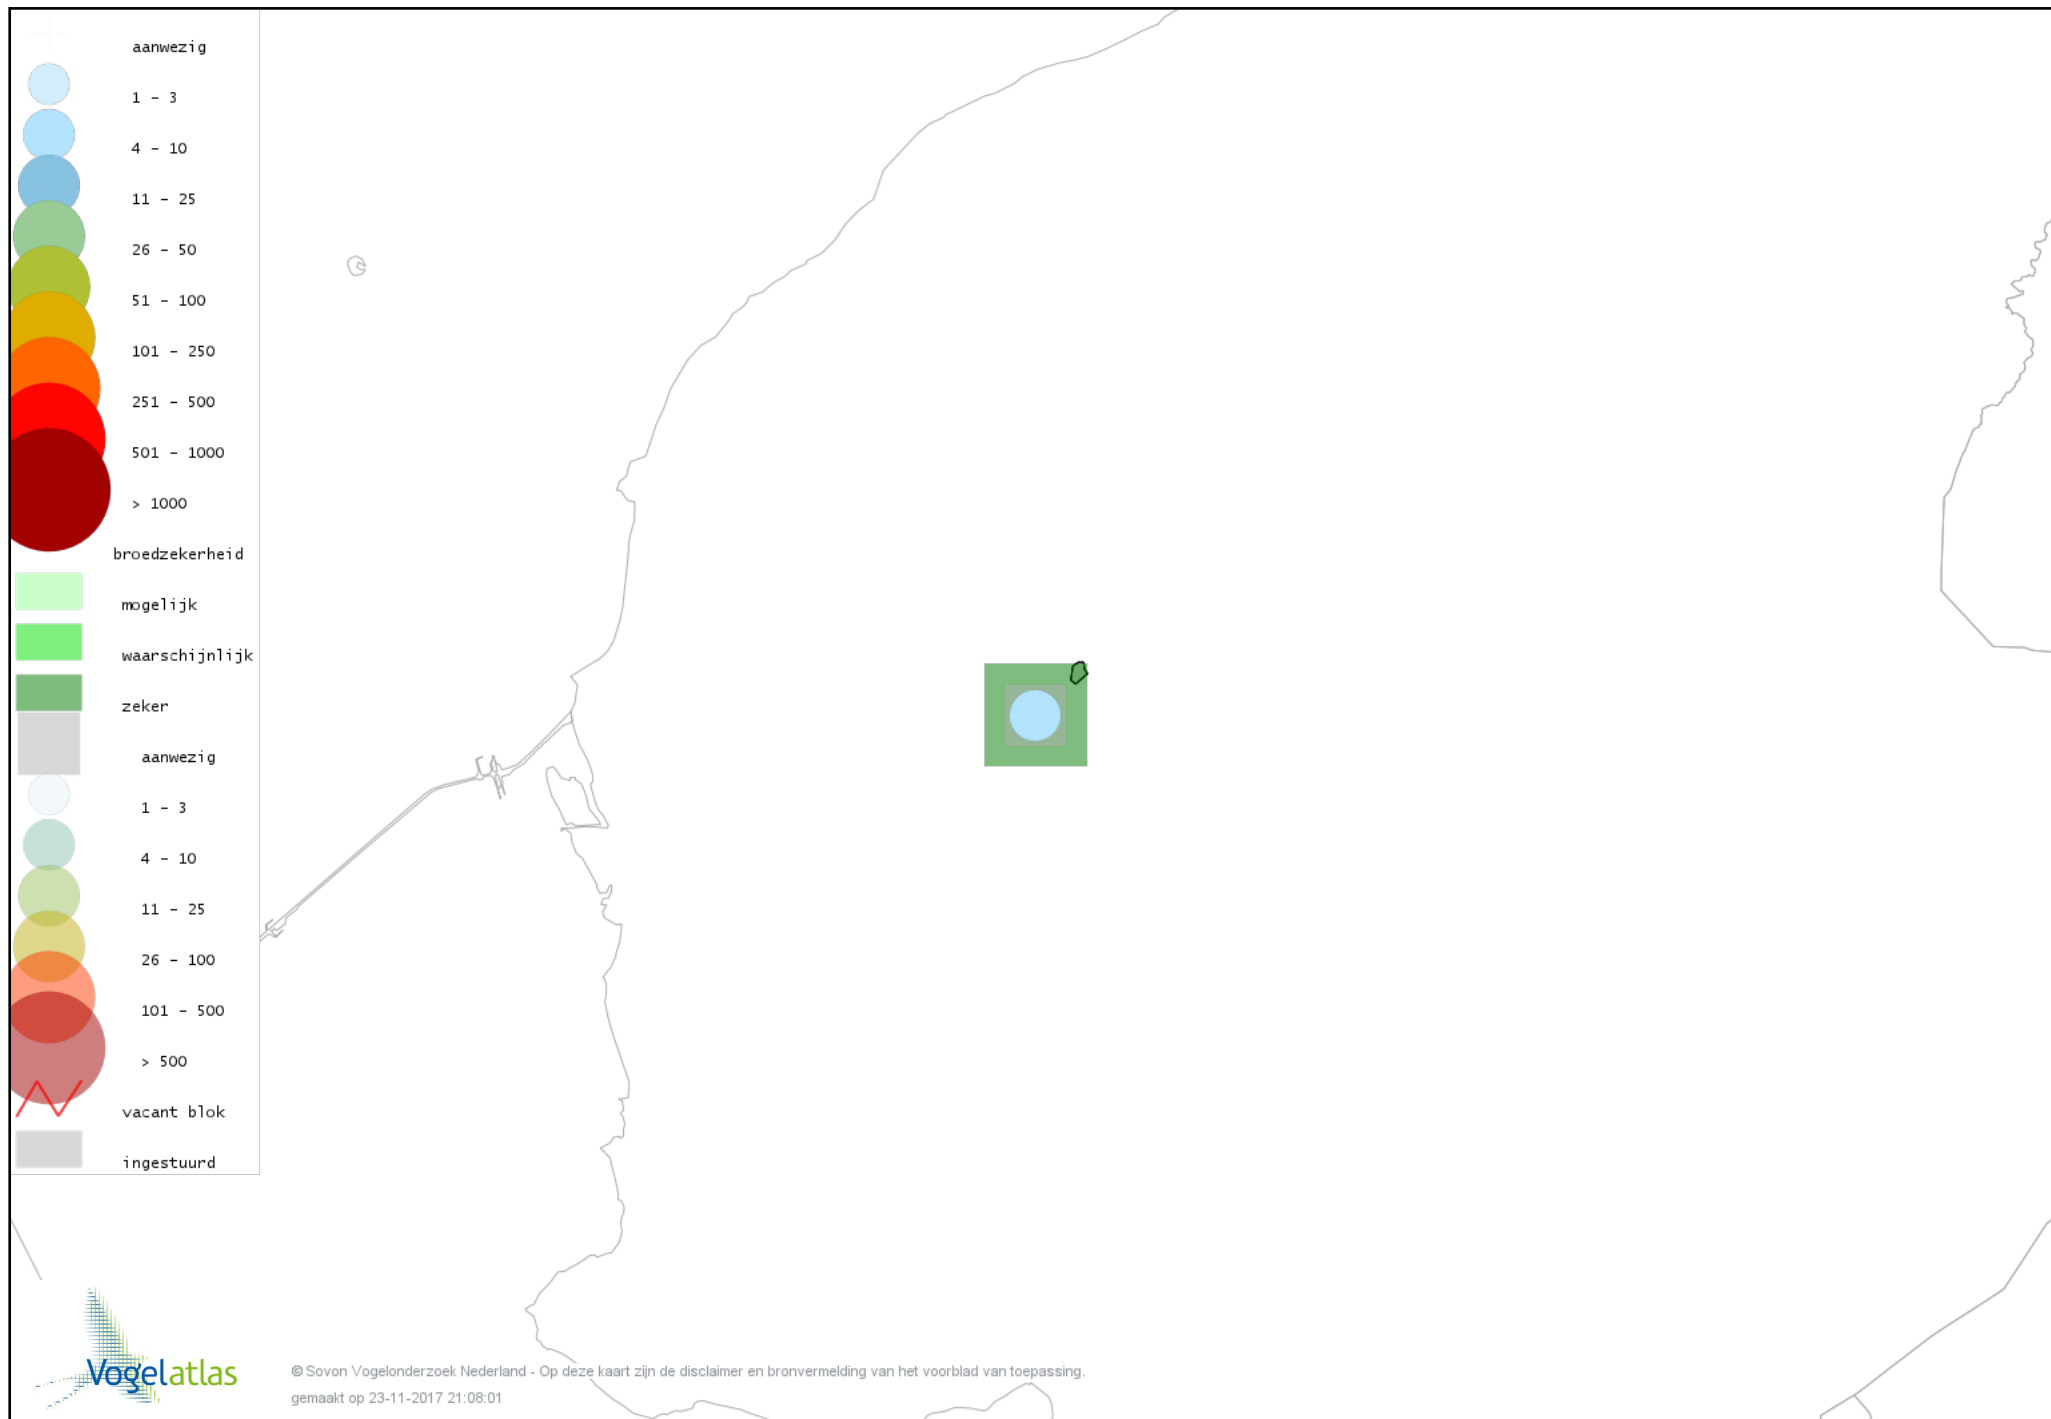 aanwezig
1 - 3
4 - 10
11 - 25
26 - 50
51 - 100
101 - 250
251 - 500
501 - 1000
> 1000
broedzekerheid
mogelijk
waarschijnlijk
zeker
aanwezig
1 - 3
4 - 10
11 - 25
26 - 100
101 - 500
> 500
vacant blok
ingestuurd
Vogelatlas
© Sovon Vogelonderzoek Nederland - Op deze kaart zijn de disclaimer en bronvermelding van het voorblad van toepassing.
gemaakt op 23-11-2017 21:08:01